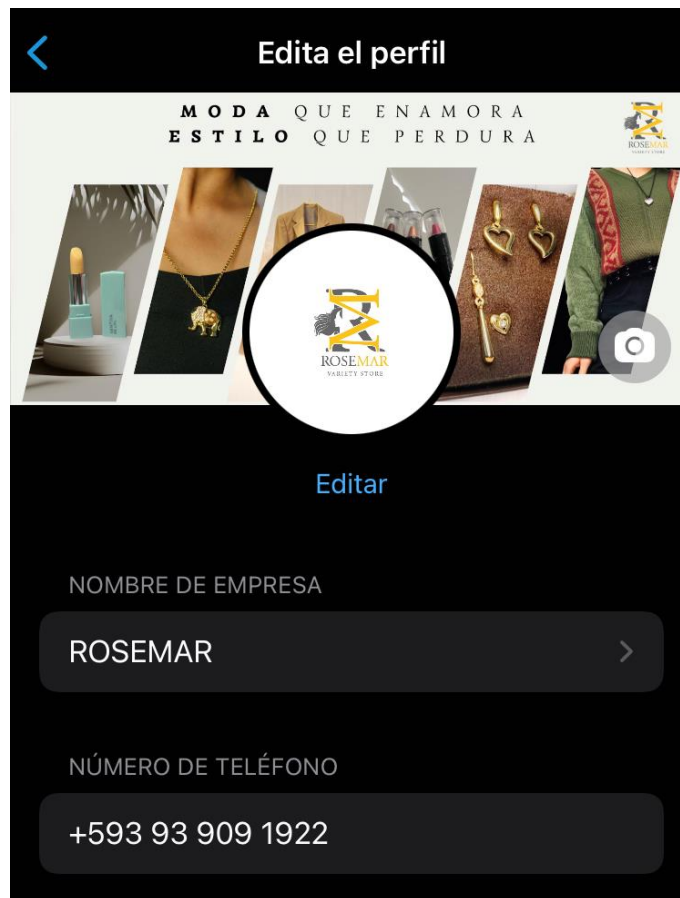 Edita el perfil
MODA QUE ENAMORA
ESTILO QUE PERDURA
ROSEMAR
VARIETY STORE
ROSEMAR
VARIETY STORE
Editar
NOMBRE DE EMPRESA
ROSEMAR
NÚMERO DE TELÉFONO
+593 93 909 1922